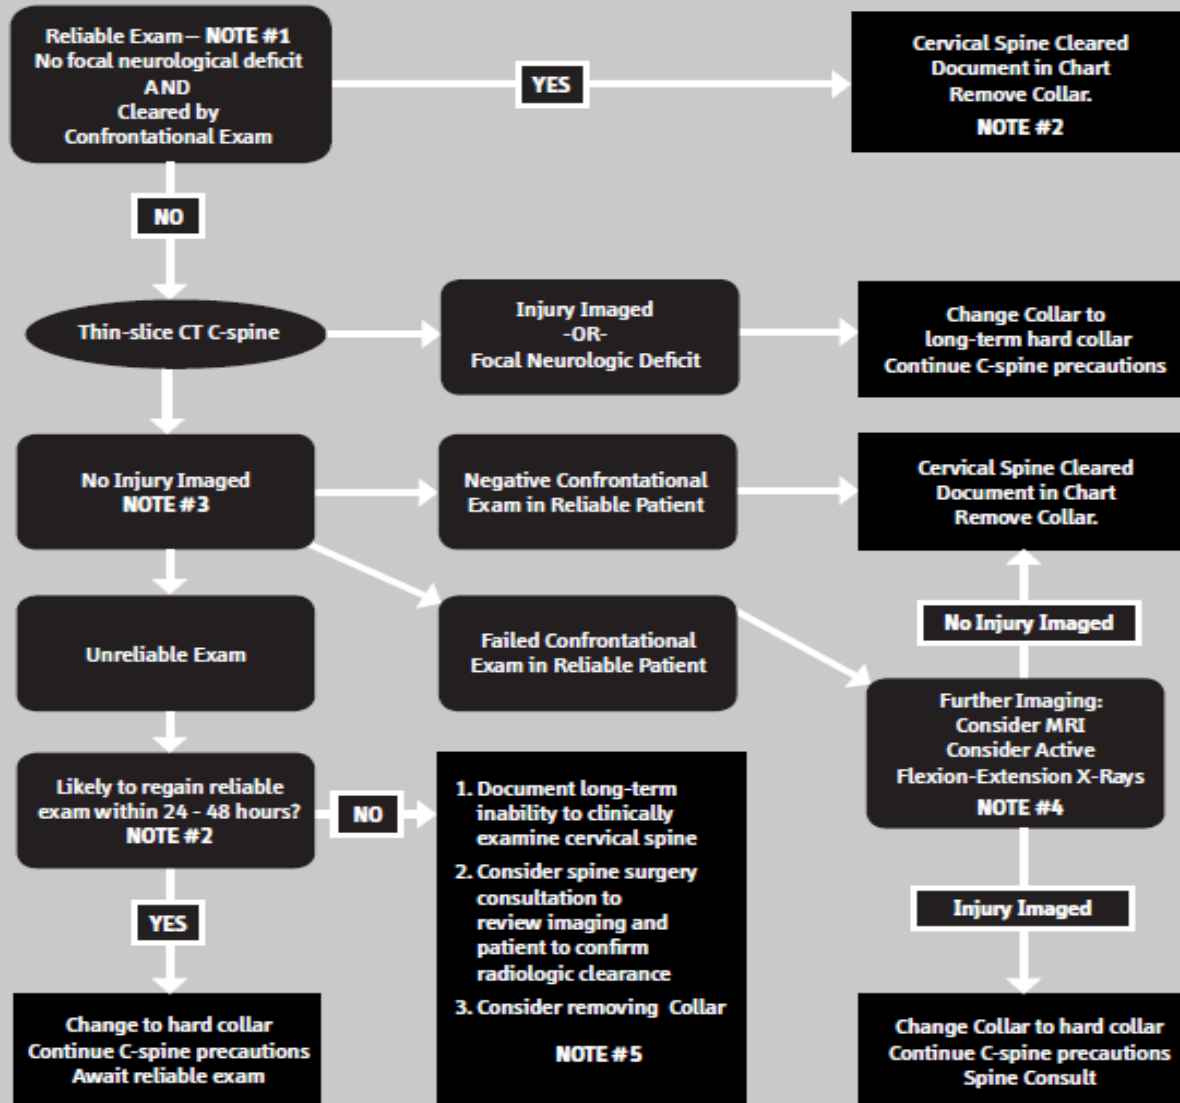 Reliable Exam – NOTE #1
No focal neurological deficit
AND
Cleared by
Confrontational Exam
YES
Cervical Spine Cleared
Document in Chart
Remove Collar.
NOTE #2
NO
Thin-slice CT C-spine
Injury Imaged
-OR-
Focal Neurologic Deficit
Change Collar to
long-term hard collar
Continue C-spine precautions
No Injury Imaged
NOTE #3
Negative Confrontational
Exam in Reliable Patient
Cervical Spine Cleared
Document in Chart
Remove Collar.
No Injury Imaged
Unreliable Exam
Failed Confrontational
Exam in Reliable Patient
Further Imaging:
Consider MRI
Consider Active
Flexion-Extension X-Rays
NOTE #4
Likely to regain reliable
exam within 24 - 48 hours?
NOTE #2
NO
1. Document long-term
inability to clinically
examine cervical spine
2. Consider spine surgery
consultation to
review imaging and
patient to confirm
radiologic clearance
3. Consider removing Collar
NOTE #5
Injury Imaged
YES
Change to hard collar
Continue C-spine precautions
Await reliable exam
Change Collar to hard collar
Continue C-spine precautions
Spine Consult